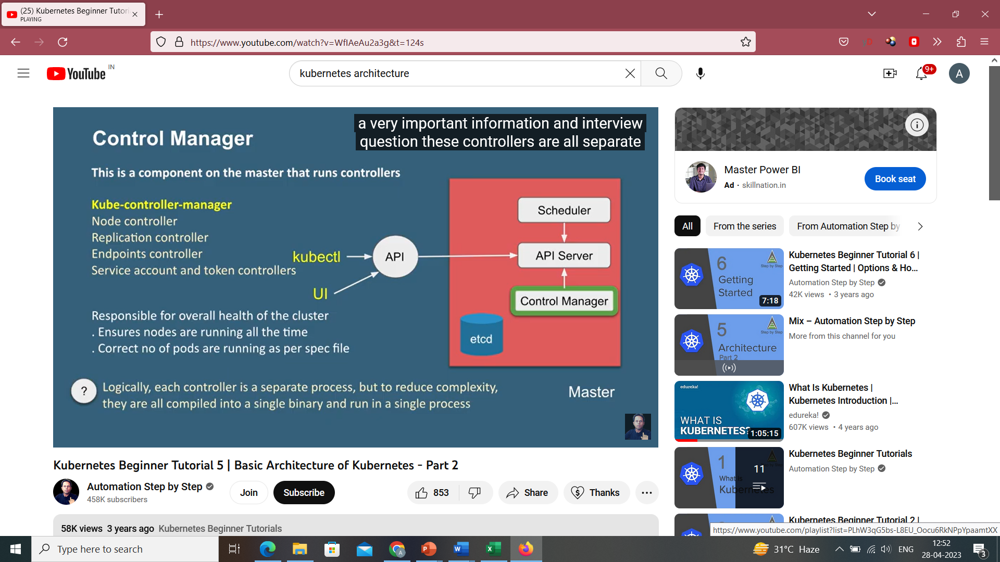 (25) Kubernetes Beginner Tutori
PLAYING
https://www.youtube.com/watch?v=WfIAeAu2a3g&t=124s
YouTube IN
kubernetes architecture
9+
A
Control Manager
a very important information and interview
question these controllers are all separate
This is a component on the master that runs controllers
Kube-controller-manager
Node controller
Replication controller
Endpoints controller
Service account and token controllers
kubectl
UI
API
Scheduler
API Server
Control Manager
etcd
Master
Responsible for overall health of the cluster
. Ensures nodes are running all the time
. Correct no of pods are running as per spec file
?
Logically, each controller is a separate process, but to reduce complexity,
they are all compiled into a single binary and run in a single process
Kubernetes Beginner Tutorial 5 | Basic Architecture of Kubernetes - Part 2
Automation Step by Step
458K subscribers
Join
Subscribe
853
Share
Thanks
58K views 3 years ago Kubernetes Beginner Tutorials
Master Power BI
Ad · skillnation.in
Book seat
All
From the series
From Automation Step by
6
Getting
Started
Step by Step
7:18
Kubernetes Beginner Tutorial 6 |
Getting Started | Options & Ho...
Automation Step by Step
42K views • 3 years ago
5
Architecture
Part 2
Step by Step
Mix – Automation Step by Step
More from this channel for you
edureka!
WHAT IS
KUBERNETES?
1:05:15
What Is Kubernetes |
Kubernetes Introduction |...
edureka!
607K views • 4 years ago
1
What is
Kubernetes
11
Kubernetes Beginner Tutorials
Automation Step by Step
Kubernetes Beginner Tutorial 2 |
https://www.youtube.com/playlist?list=PLhW3qG5bs-L8EU_Oocu6RkNPpYpaamtXX
Type here to search
31°C Haze
ENG
12:52
28-04-2023
3